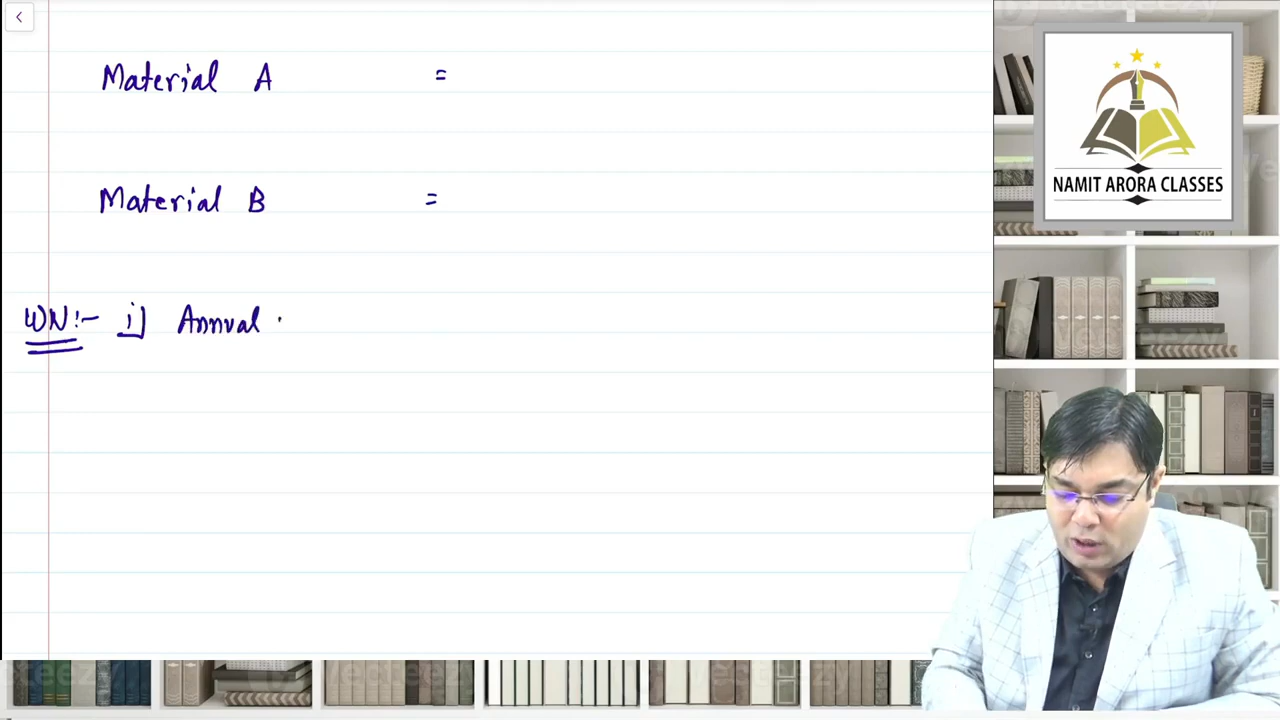 Material A =
Material B =
WN:- i] Annual
NAMIT ARORA CLASSES